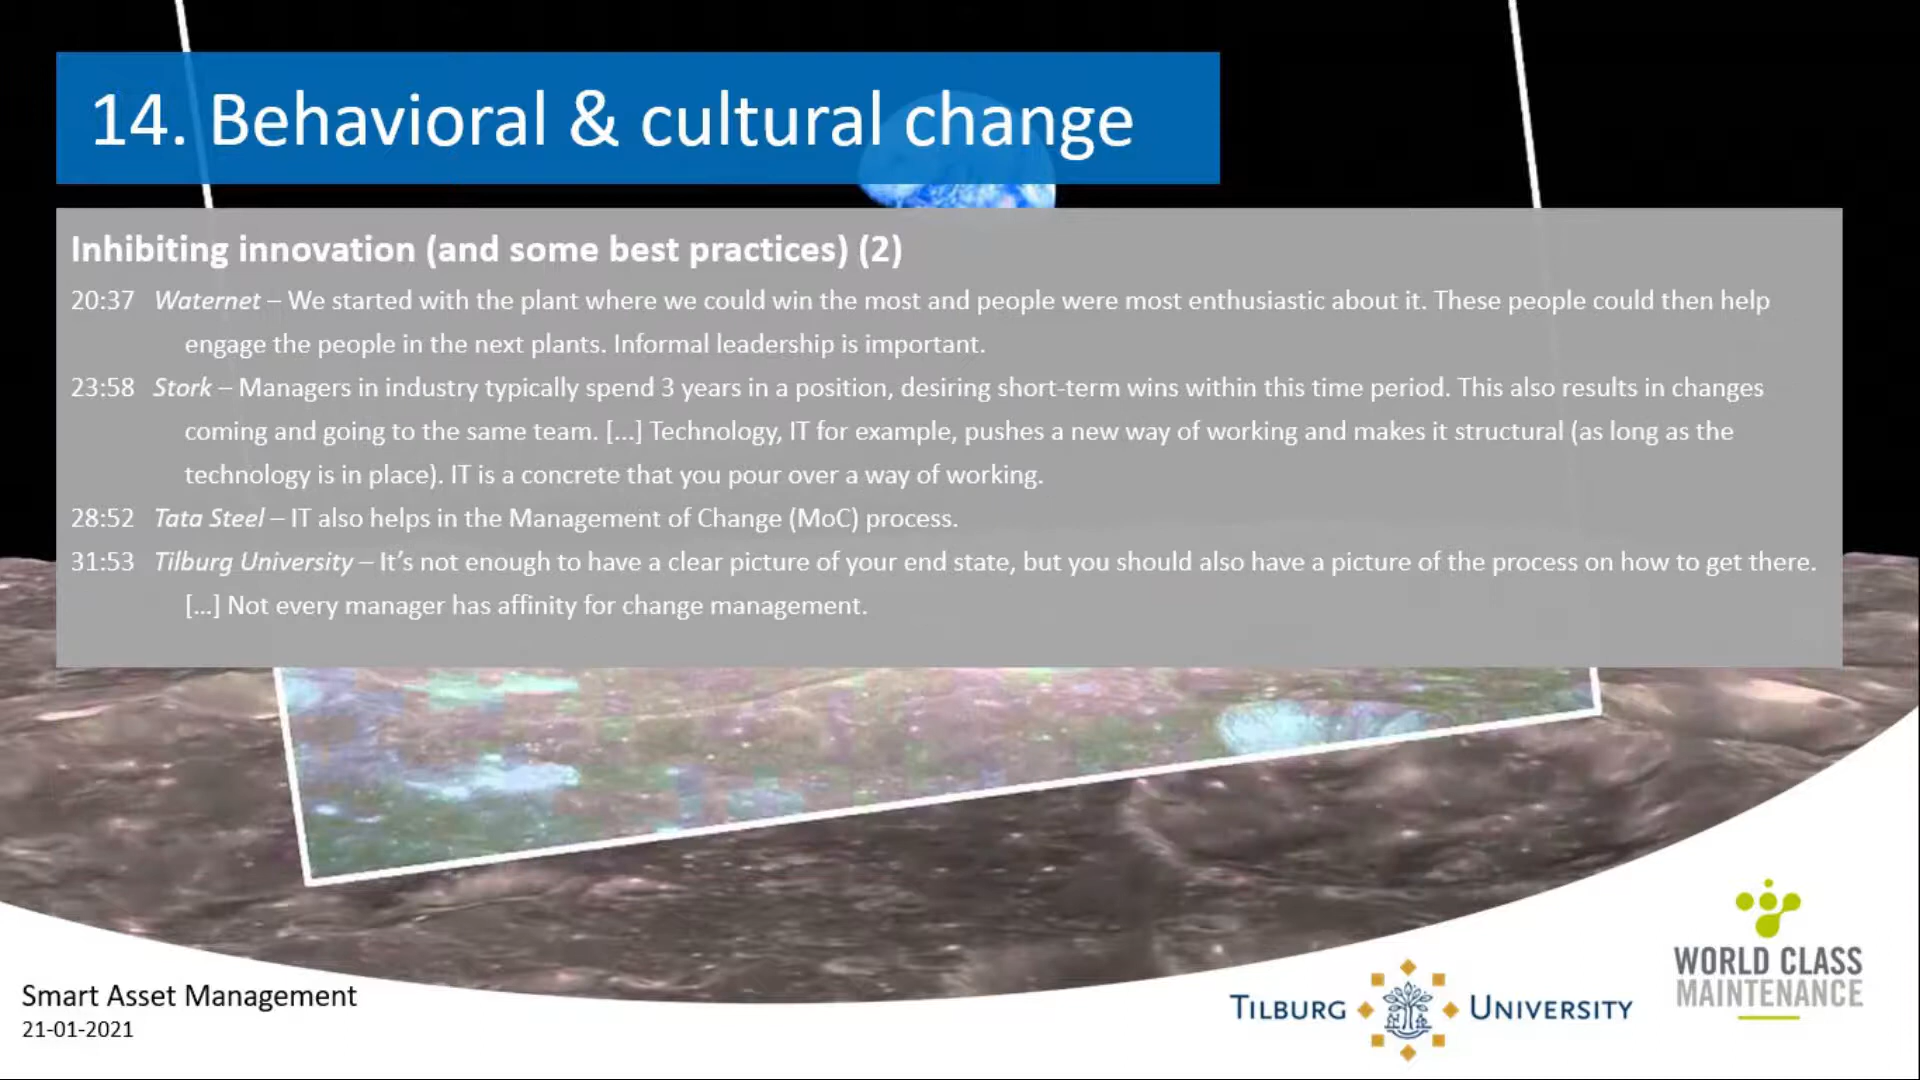 14. Behavioral & cultural change
Inhibiting innovation (and some best practices) (2)
20:37 Waternet – We started with the plant where we could win the most and people were most enthusiastic about it. These people could then help
engage the people in the next plants. Informal leadership is important.
23:58 Stork – Managers in industry typically spend 3 years in a position, desiring short-term wins within this time period. This also results in changes
coming and going to the same team. [...] Technology, IT for example, pushes a new way of working and makes it structural (as long as the
technology is in place). IT is a concrete that you pour over a way of working.
28:52 Tata Steel – IT also helps in the Management of Change (MoC) process.
31:53 Tilburg University – It’s not enough to have a clear picture of your end state, but you should also have a picture of the process on how to get there.
[...] Not every manager has affinity for change management.
Smart Asset Management
21-01-2021
TILBURG UNIVERSITY
WORLD CLASS
MAINTENANCE